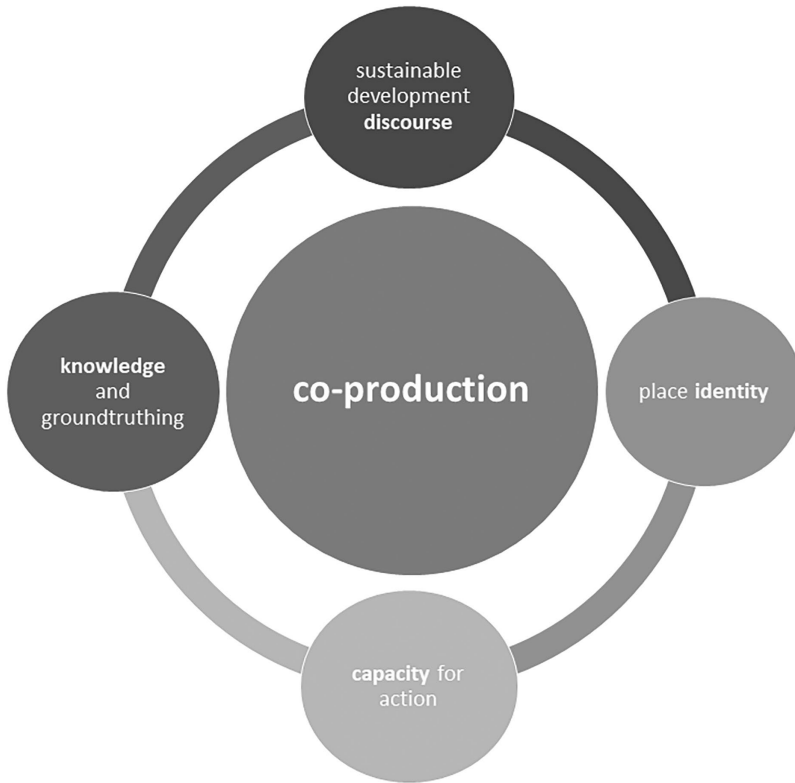 sustainable
development
discourse
knowledge
and
groundtruthing
co-production
place identity
capacity for
action